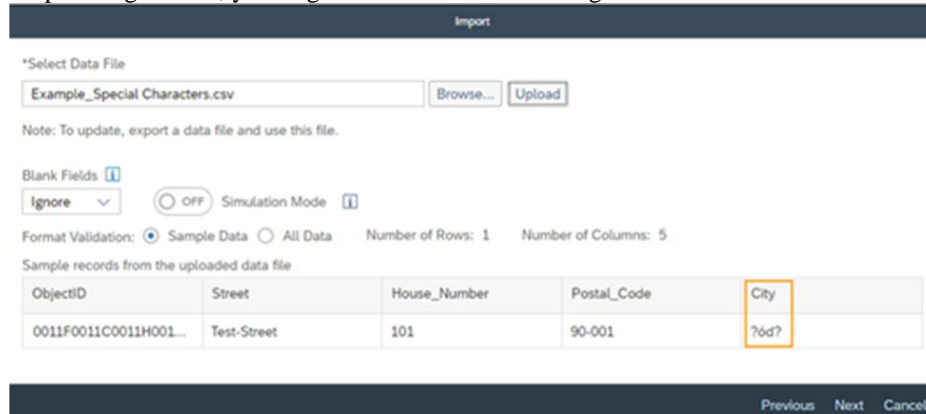 Import
*Select Data File
Example_Special Characters.csv Browse... Upload
Note: To update, export a data file and use this file.
Blank Fields i
Ignore OFF Simulation Mode i
Format Validation: Sample Data All Data Number of Rows: 1 Number of Columns: 5
Sample records from the uploaded data file
ObjectID Street House_Number Postal_Code City
0011F0011C0011H001... Test-Street 101 90-001 ?ód?
Previous Next Cancel